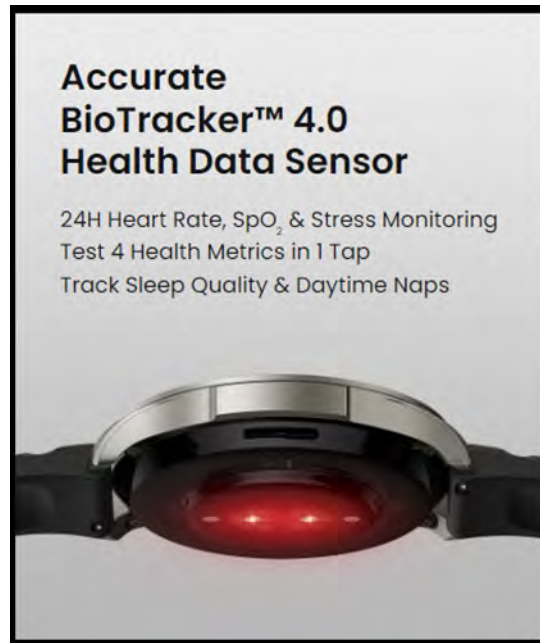 Accurate
BioTracker™ 4.0
Health Data Sensor
24H Heart Rate, SpO₂ & Stress Monitoring
Test 4 Health Metrics in 1 Tap
Track Sleep Quality & Daytime Naps